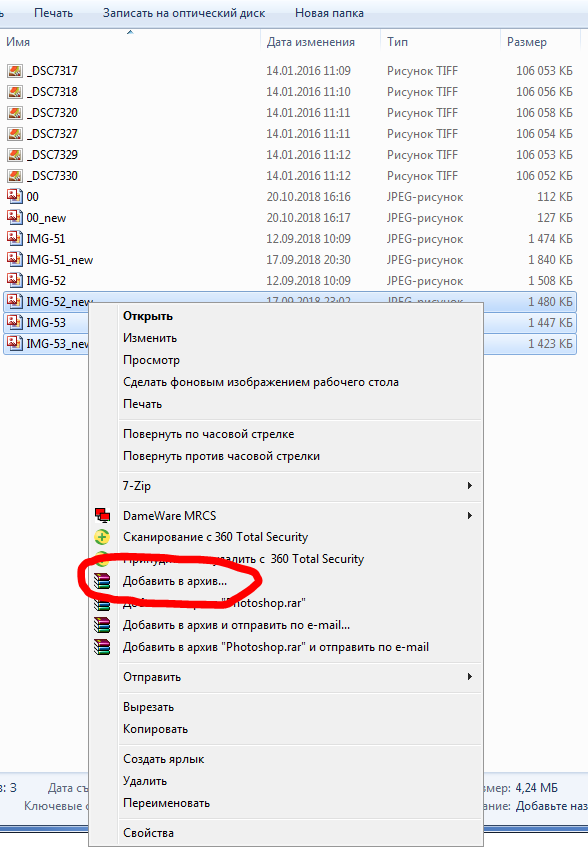 ь Печать Записать на оптический диск Новая папка
Имя Дата изменения Тип Размер
_DSC7317 14.01.2016 11:09 Рисунок TIFF 106 053 КБ
_DSC7318 14.01.2016 11:10 Рисунок TIFF 106 056 КБ
_DSC7320 14.01.2016 11:11 Рисунок TIFF 106 058 КБ
_DSC7327 14.01.2016 11:11 Рисунок TIFF 106 054 КБ
_DSC7329 14.01.2016 11:12 Рисунок TIFF 106 053 КБ
_DSC7330 14.01.2016 11:12 Рисунок TIFF 106 052 КБ
00 20.10.2018 16:16 JPEG-рисунок 112 КБ
00_new 20.10.2018 16:17 JPEG-рисунок 127 КБ
IMG-51 12.09.2018 10:09 JPEG-рисунок 1 474 КБ
IMG-51_new 17.09.2018 20:30 JPEG-рисунок 1 840 КБ
IMG-52 12.09.2018 10:09 JPEG-рисунок 1 508 КБ
IMG-52_new 17.09.2018 23:02 JPEG-рисунок 1 480 КБ
IMG-53 1 447 КБ
IMG-53_new 1 423 КБ
Открыть
Изменить
Просмотр
Сделать фоновым изображением рабочего стола
Печать
Повернуть по часовой стрелке
Повернуть против часовой стрелки
7-Zip
DameWare MRCS
Сканирование с 360 Total Security
с 360 Total Security
Добавить в архив...
"Photoshop.rar"
Добавить в архив и отправить по e-mail...
Добавить в архив "Photoshop.rar" и отправить по e-mail
Отправить
Вырезать
Копировать
Создать ярлык
Удалить
Переименовать
Свойства
в: 3 Дата съ змер: 4,24 МБ
Ключевые с ание: Добавьте наз